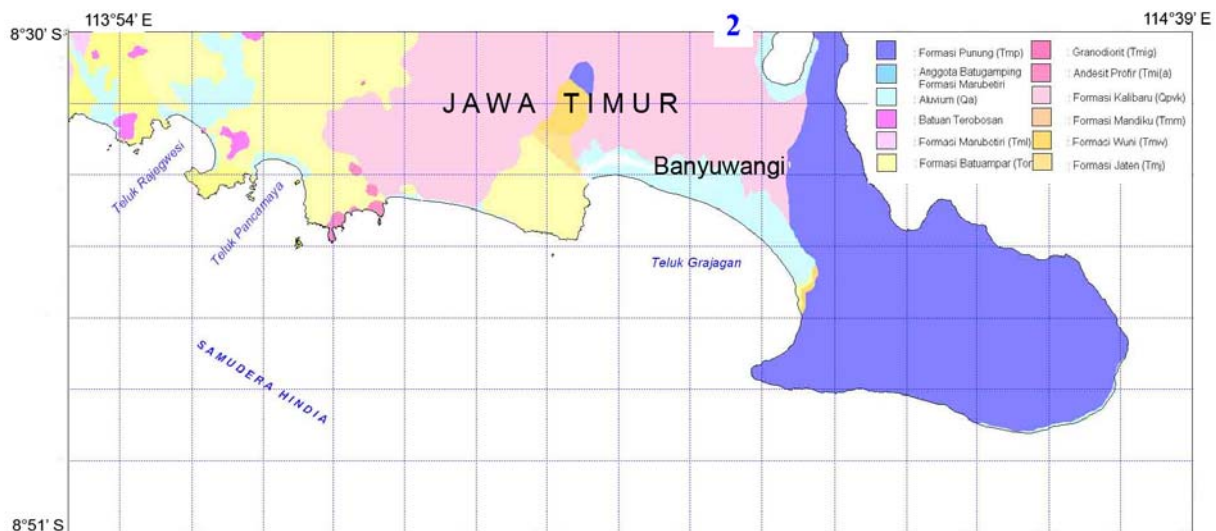 113°54' E
2
114°39' E
8°30' S
: Formasi Punung (Tmp)
: Anggota Batugamping
Formasi Marubetiri
: Aluvium (Qa)
: Batuan Terobosan
: Formasi Marubetiri (Tml)
: Formasi Batuampar (Tor
: Granodiorit (Tmig)
: Andesit Profir (Tmi(a)
: Formasi Kalibaru (Qpvk)
: Formasi Mandiku (Tmm)
: Formasi Wuni (Tmw)
: Formasi Jaten (Tmj)
JAWA TIMUR
Banyuwangi
Teluk Rajegwesi
Teluk Pancamaya
Teluk Grajagan
SAMUDERA HINDIA
8°51' S